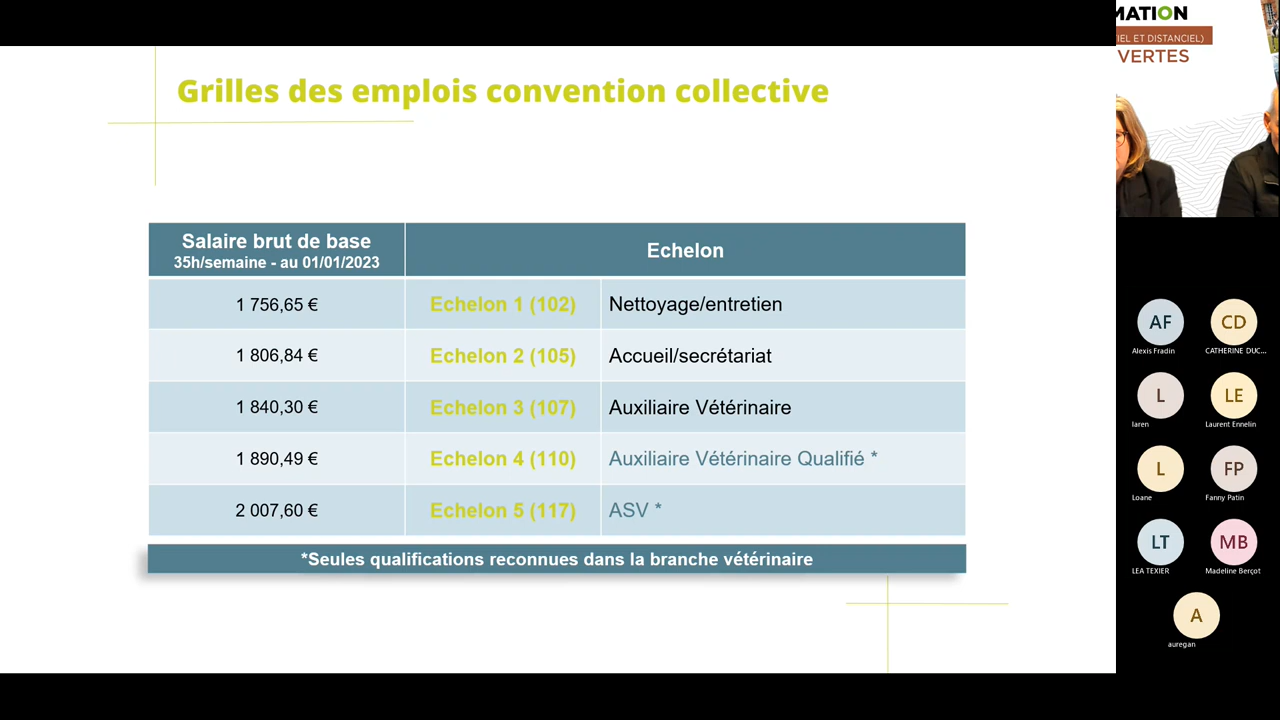 Grilles des emplois convention collective
Salaire brut de base
35h/semaine - au 01/01/2023
Echelon
1 756,65 €
Echelon 1 (102)
Nettoyage/entretien
1 806,84 €
Echelon 2 (105)
Accueil/secrétariat
1 840,30 €
Echelon 3 (107)
Auxiliaire Vétérinaire
1 890,49 €
Echelon 4 (110)
Auxiliaire Vétérinaire Qualifié *
2 007,60 €
Echelon 5 (117)
ASV *
*Seules qualifications reconnues dans la branche vétérinaire
MATION
IEL ET DISTANCIEL)
VERTES
AF
Alexis Fradin
CD
CATHERINE DUC...
L
laren
LE
Laurent Ennelin
L
Loane
FP
Fanny Patin
LT
LEA TEXIER
MB
Madeline Berçot
A
auregan